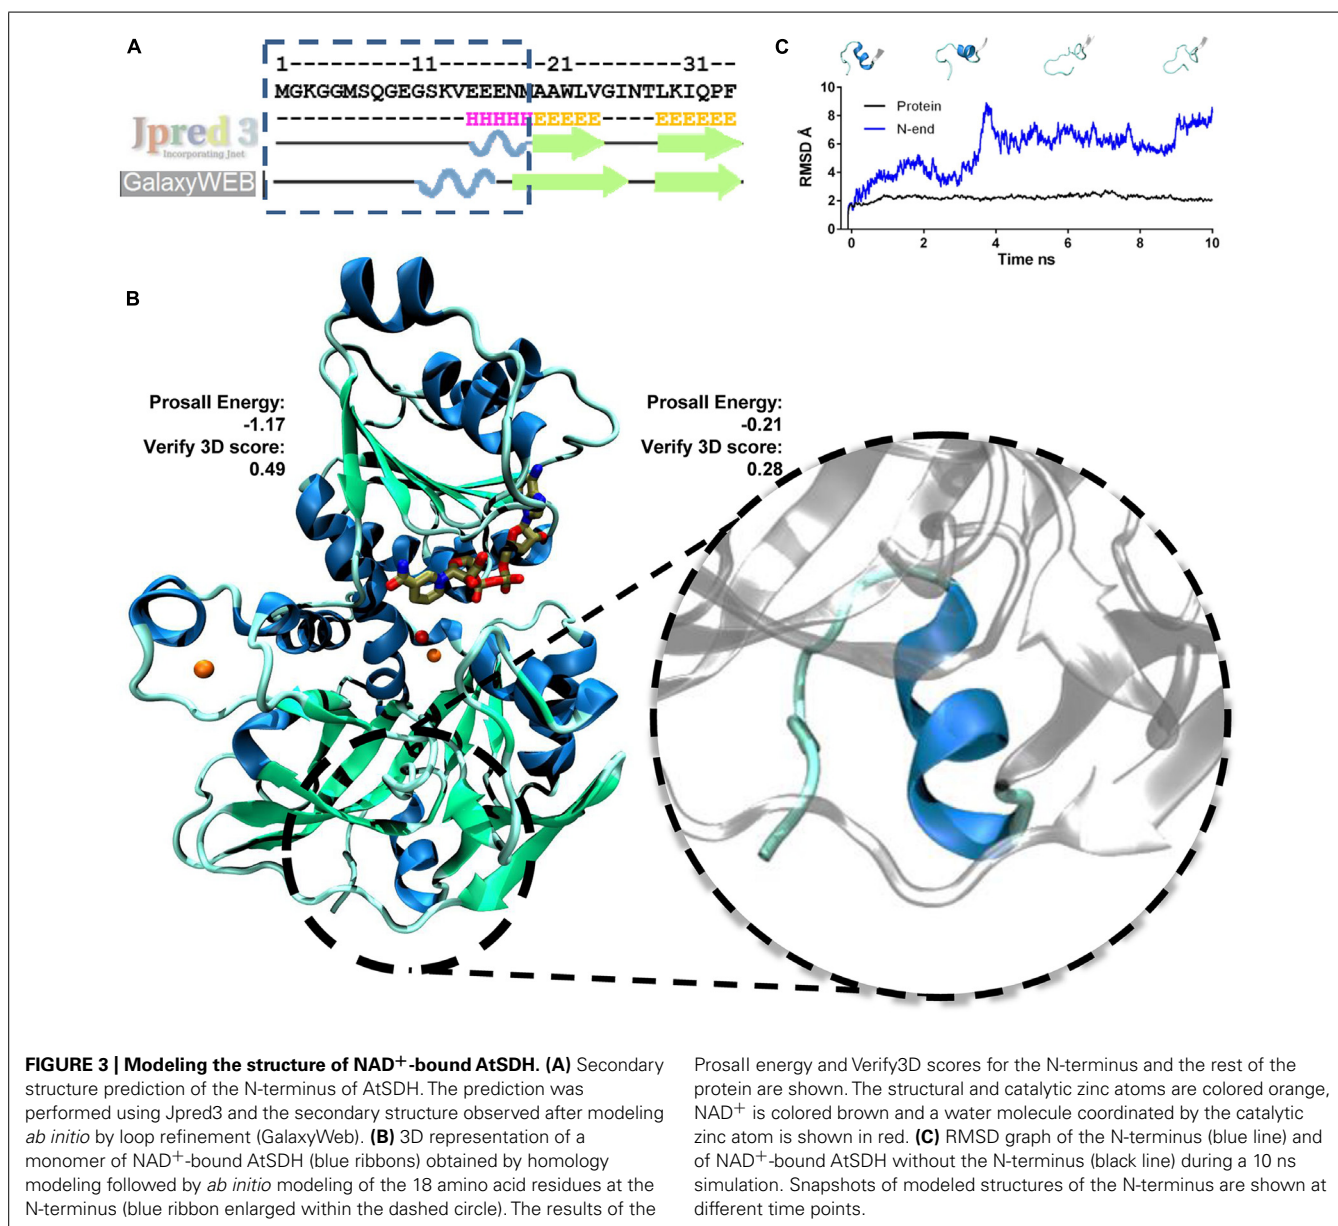 A
1---------11--------21--------31---
MGKGGMSQGEGSKVEEENMAAWLVGINTLKIQPF
--------------HHHHHEEEEE----EEEEEE
Jpred 3
Incorporating Jnet
GalaxyWEB
C
10
8
6
4
2
0
RMSD Å
Protein
N-end
0 2 4 6 8 10
Time ns
B
ProsaII Energy:
-1.17
Verify 3D score:
0.49
ProsaII Energy:
-0.21
Verify 3D score:
0.28
FIGURE 3 | Modeling the structure of NAD+-bound AtSDH. (A) Secondary
structure prediction of the N-terminus of AtSDH. The prediction was
performed using Jpred3 and the secondary structure observed after modeling
ab initio by loop refinement (GalaxyWeb). (B) 3D representation of a
monomer of NAD+-bound AtSDH (blue ribbons) obtained by homology
modeling followed by ab initio modeling of the 18 amino acid residues at the
N-terminus (blue ribbon enlarged within the dashed circle). The results of the
ProsaII energy and Verify3D scores for the N-terminus and the rest of the
protein are shown. The structural and catalytic zinc atoms are colored orange,
NAD+ is colored brown and a water molecule coordinated by the catalytic
zinc atom is shown in red. (C) RMSD graph of the N-terminus (blue line) and
of NAD+-bound AtSDH without the N-terminus (black line) during a 10 ns
simulation. Snapshots of modeled structures of the N-terminus are shown at
different time points.